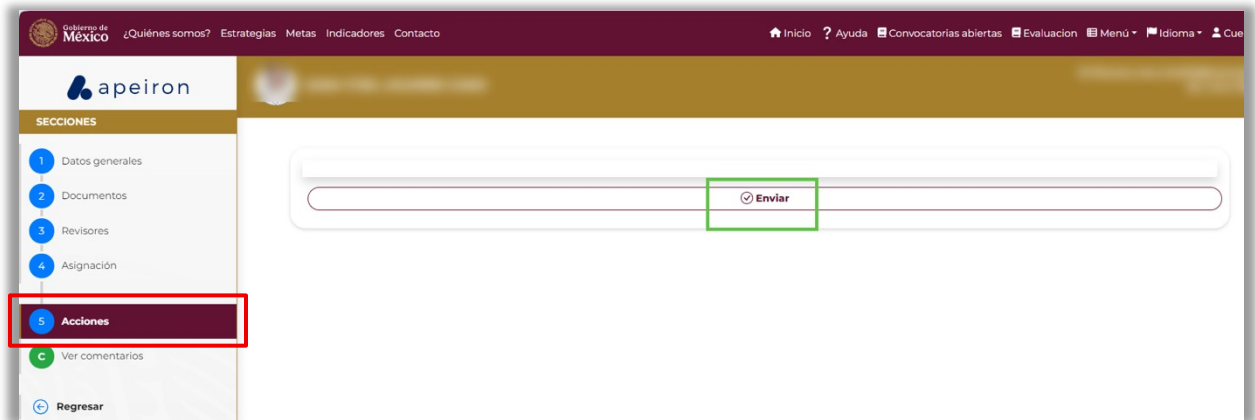 Gobierno de
México
¿Quiénes somos? Estrategias Metas Indicadores Contacto
Inicio ? Ayuda Convocatorias abiertas Evaluacion Menú Idioma Cue
apeiron
SECCIONES
1 Datos generales
2 Documentos
3 Revisores
4 Asignación
5 Acciones
C Ver comentarios
Regresar
Enviar